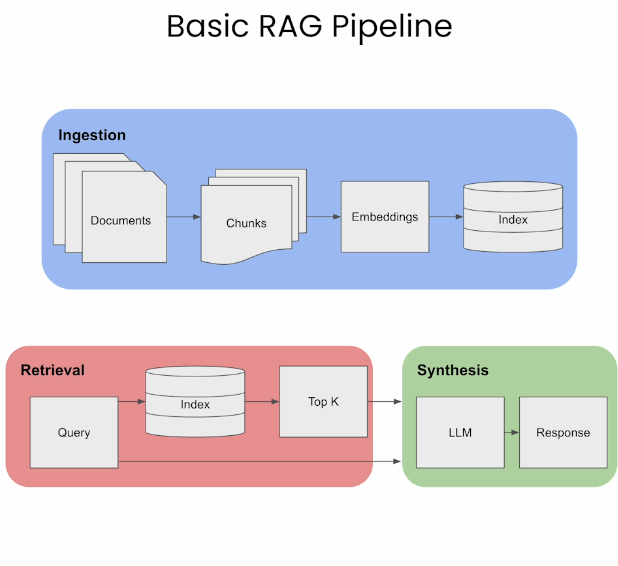 Basic RAG Pipeline
Ingestion
Documents
Chunks
Embeddings
Index
Retrieval
Query
Index
Top K
Synthesis
LLM
Response